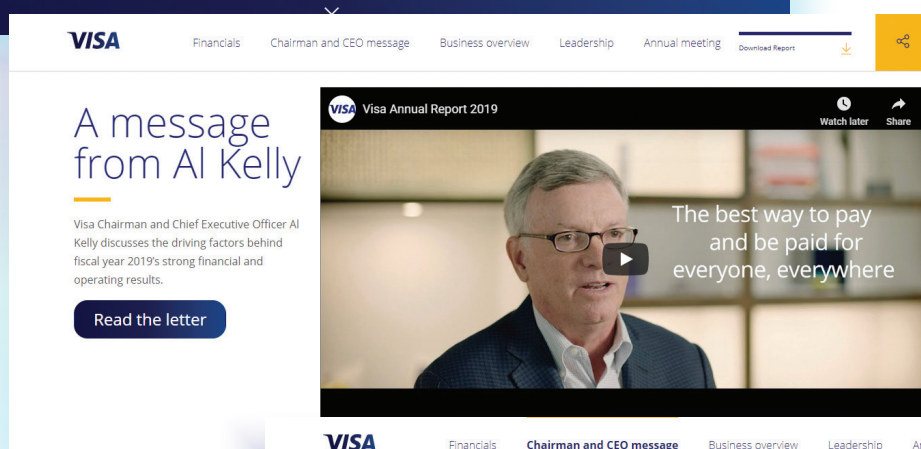 VISA
Financials Chairman and CEO message Business overview Leadership Annual meeting Download Report
A message
from Al Kelly
Visa Chairman and Chief Executive Officer Al
Kelly discusses the driving factors behind
fiscal year 2019's strong financial and
operating results.
Read the letter
VISA Visa Annual Report 2019
Watch later Share
The best way to pay
and be paid for
everyone, everywhere
VISA
Financials Chairman and CEO message Business overview Leadership